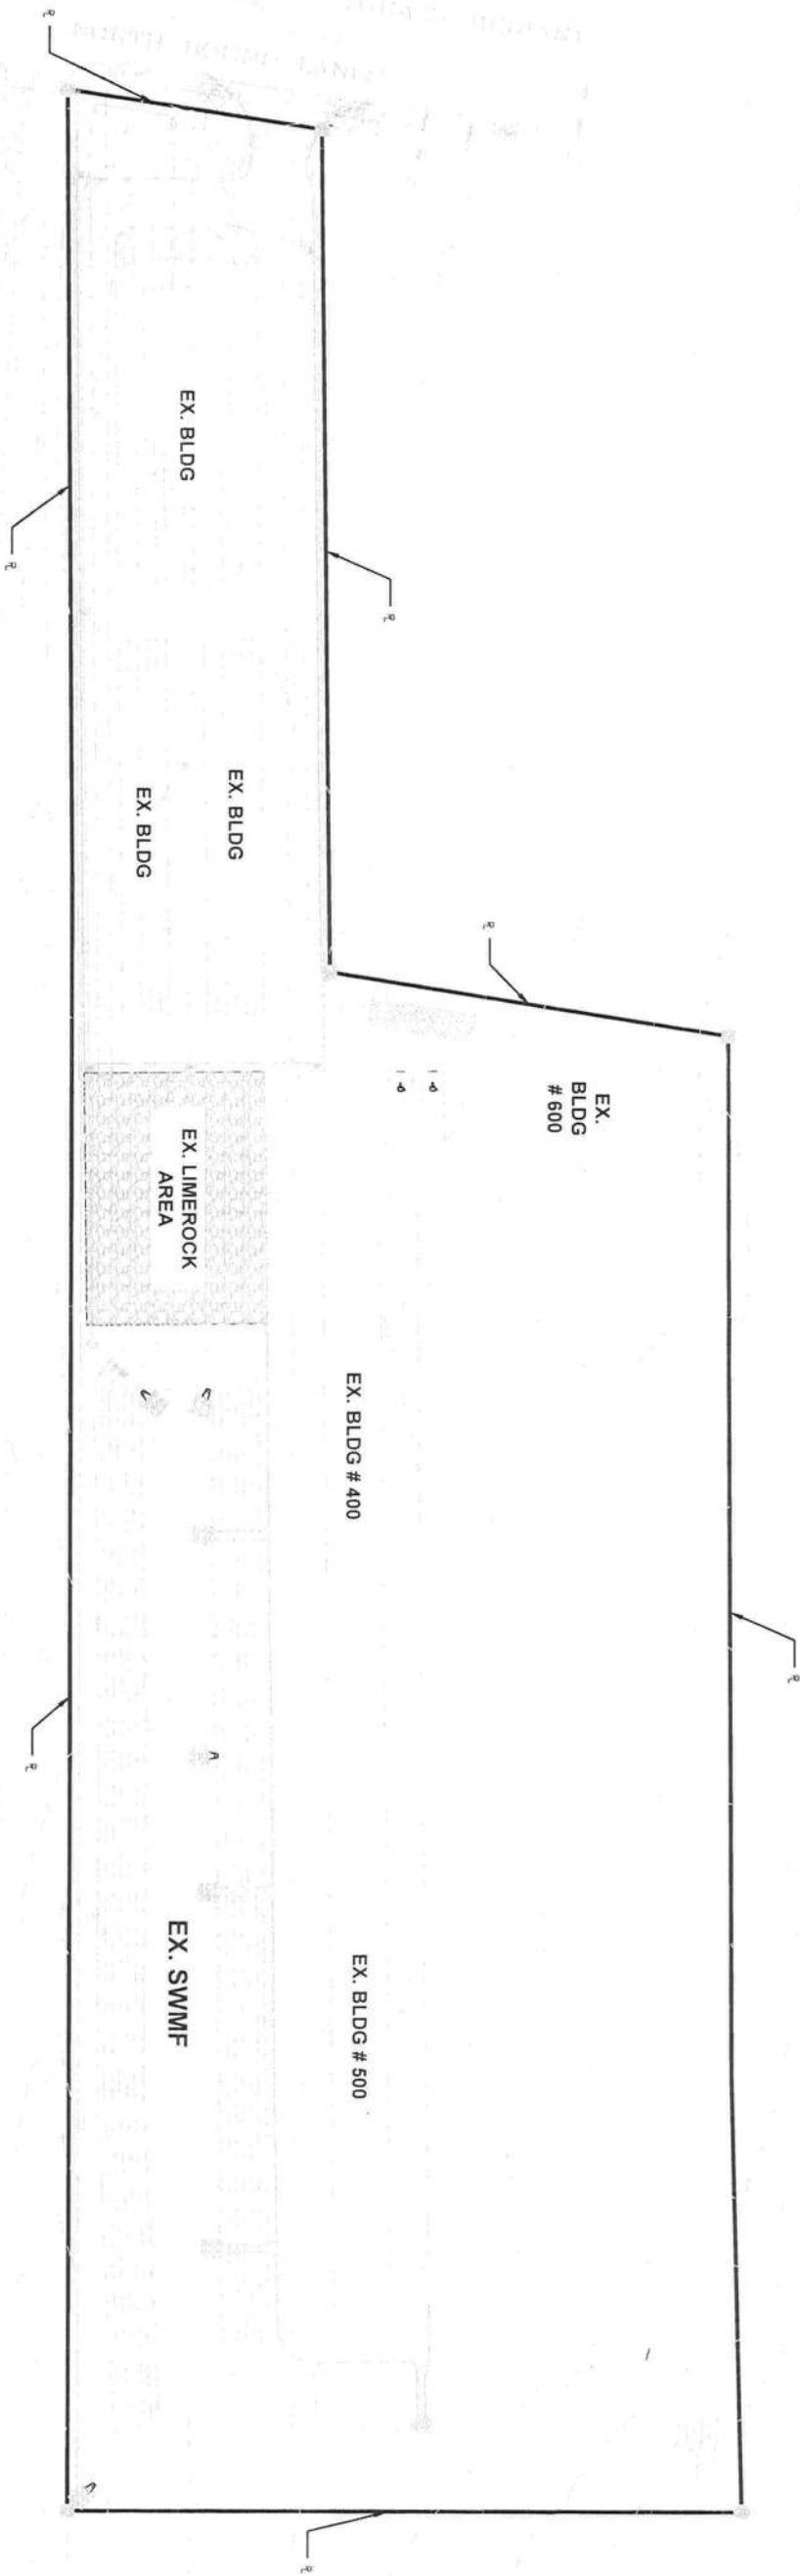 EX. BLDG
EX. BLDG
EX. BLDG
EX. LIMEROCK
AREA
EX.
BLDG
# 600
EX. BLDG # 400
EX. BLDG # 500
EX. SWMF